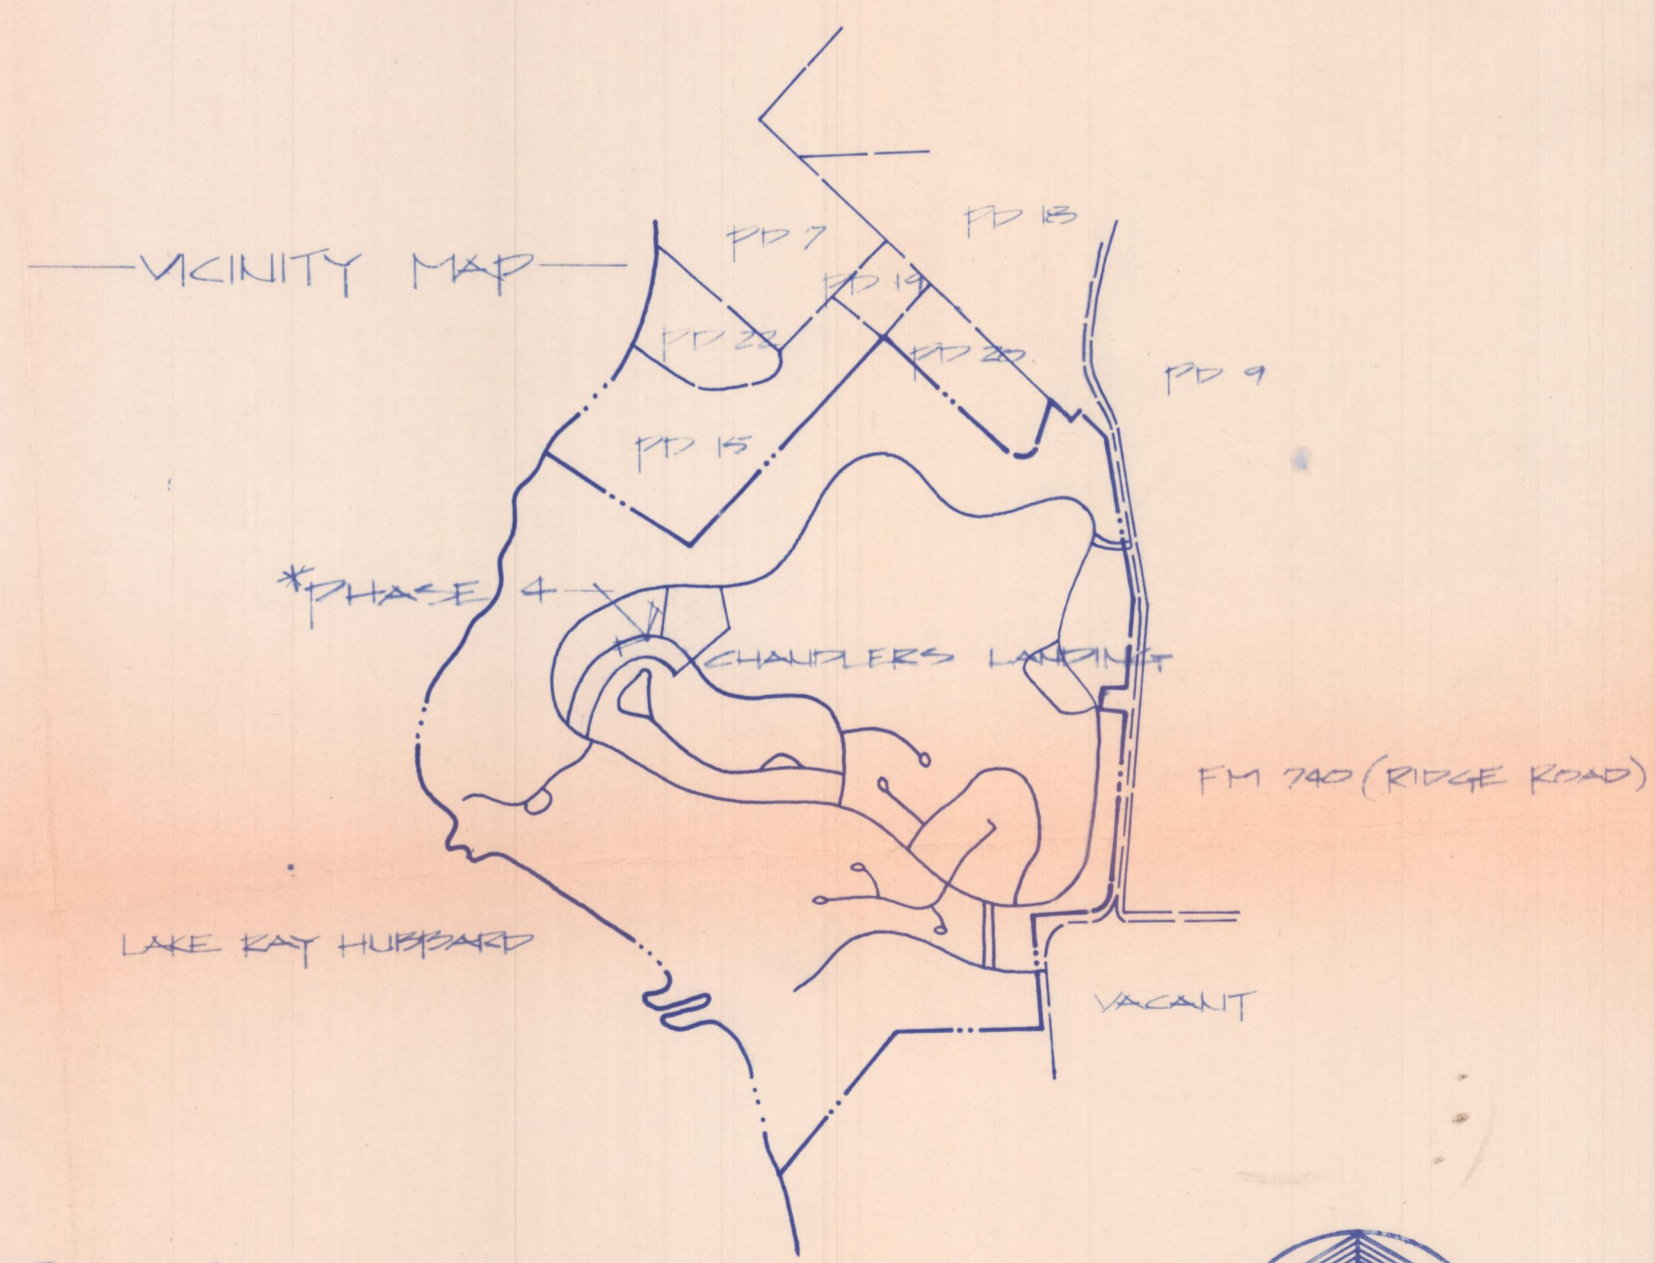 PD 18
PD 7
VICINITY MAP
PD 19
PD 22
PD 20
PD 9
PD 15
*PHASE 4
CHANDLERS LANDING
FM 740 (RIDGE ROAD)
LAKE RAY HUBBARD
VACANT